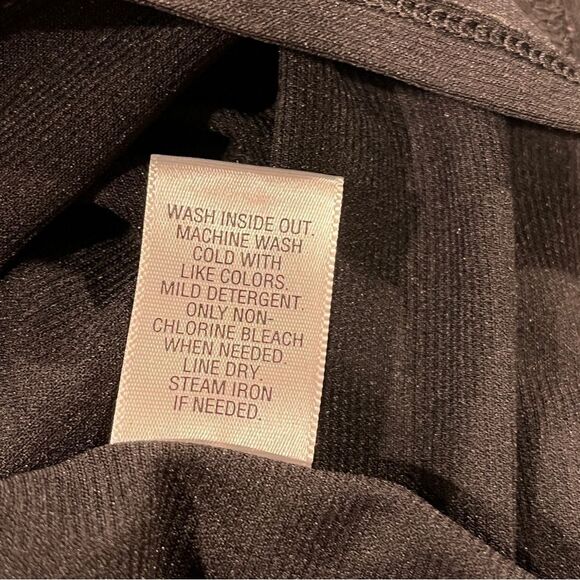 WASH INSIDE OUT.
MACHINE WASH
COLD WITH
LIKE COLORS.
MILD DETERGENT.
ONLY NON-
CHLORINE BLEACH
WHEN NEEDED.
LINE DRY,
STEAM IRON
IF NEEDED.